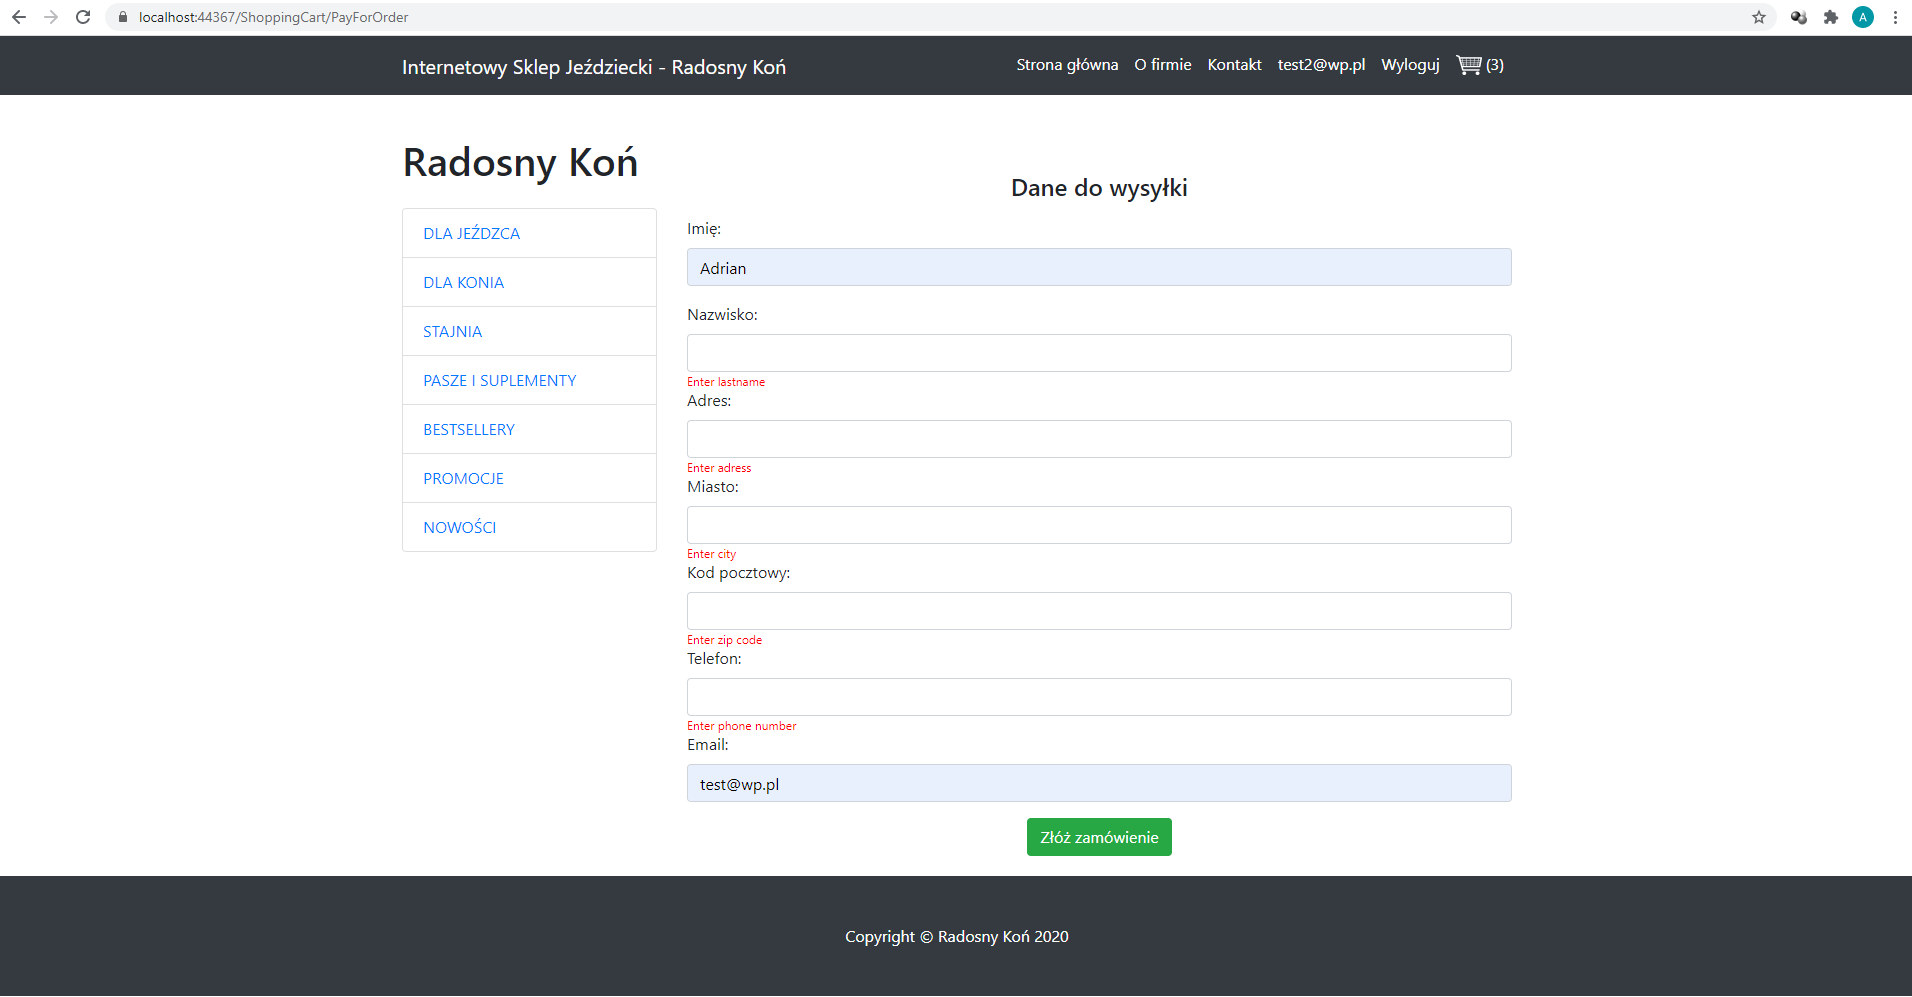 localhost:44367/ShoppingCart/PayForOrder
A
Internetowy Sklep Jeździecki - Radosny Koń
Strona główna O firmie Kontakt test2@wp.pl Wyloguj (3)
Radosny Koń
DLA JEŹDZCA
DLA KONIA
STAJNIA
PASZE I SUPLEMENTY
BESTSELLERY
PROMOCJE
NOWOŚCI
Dane do wysyłki
Imię:
Adrian
Nazwisko:
Enter lastname
Adres:
Enter adress
Miasto:
Enter city
Kod pocztowy:
Enter zip code
Telefon:
Enter phone number
Email:
test@wp.pl
Złóż zamówienie
Copyright © Radosny Koń 2020